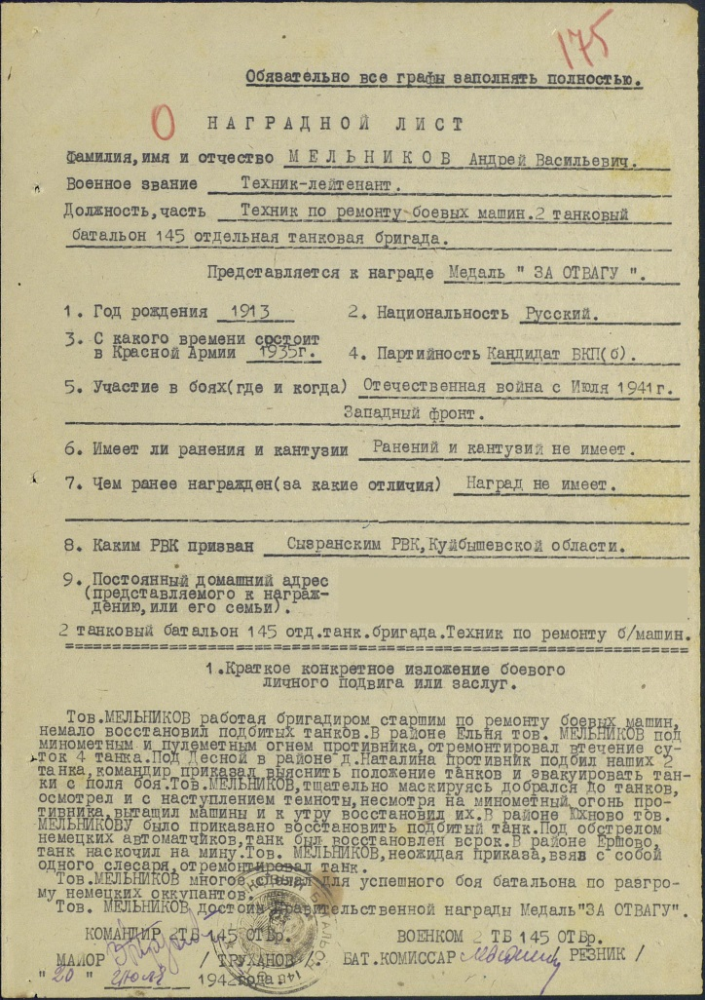 175
Обязательно все графы заполнять полностью.
НАГРАДНОЙ ЛИСТ
Фамилия,имя и отчество МЕЛЬНИКОВ Андрей Васильевич.
Военное звание Техник-лейтенант.
Должность,часть Техник по ремонту боевых машин.2 танковый
батальон 145 отдельная танковая бригада.
Представляется к награде Медаль " ЗА ОТВАГУ ".
1. Год рождения 1913 2. Национальность Русский.
3. С какого времени состоит
в Красной Армии 1935г. 4. Партийность Кандидат ВКП(б).
5. Участие в боях(где и когда) Отечественная война с Июля 1941г.
Западный фронт.
6. Имеет ли ранения и кантузии Ранений и кантузий не имеет.
7. Чем ранее награжден(за какие отличия) Наград не имеет.
8. Каким РВК призван Сызранским РВК,Куйбышевской области.
9. Постоянный домашний адрес
(представляемого к награж-
дению,или его семьи).
2 танковый батальон 145 отд.танк.бригада.Техник по ремонту б/машин.
1.Краткое конкретное изложение боевого
личного подвига или заслуг.
Тов.МЕЛЬНИКОВ работая бригадиром старшим по ремонту боевых машин,
немало восстановил подбитых танков.В районе Ельня тов. МЕЛЬНИКОВ под
минометным и пулеметным огнем противника,отремонтировал втечение су-
ток 4 танка.Под Десной в районе д.Наталина противник подбил наших 2
танка,командир приказал выяснить положение танков и эвакуировать тан-
ки с поля боя.Тов.МЕЛЬНИКОВ,тщательно маскируясь добрался до танков,
осмотрел и с наступлением темноты,несмотря на минометный огонь про-
тивника,вытащил машины и к утру восстановил их.В районе Юхново тов.
МЕЛЬНИКОВУ было приказано восстановить подбитый танк.Под обстрелом
немецких автоматчиков,танк был восстановлен всрок.В районе Ершово,
танк наскочил на мину.Тов. МЕЛЬНИКОВ,неожидая приказа,взяв с собой
одного слесаря,отремонтировал танк.
Тов.МЕЛЬНИКОВ многое сделал для успешного боя батальона по разгро-
му немецких оккупантов.
Тов. МЕЛЬНИКОВ достоин правительственной награды Медаль"ЗА ОТВАГУ".
КОМАНДИР 2ТБ 145 ОТБр. ВОЕНКОМ 2 ТБ 145 ОТБр.
МАЙОР / ТРУХАНОВ /. БАТ.КОМИССАР РЕЗНИК /
" 20 " июля 1942года.